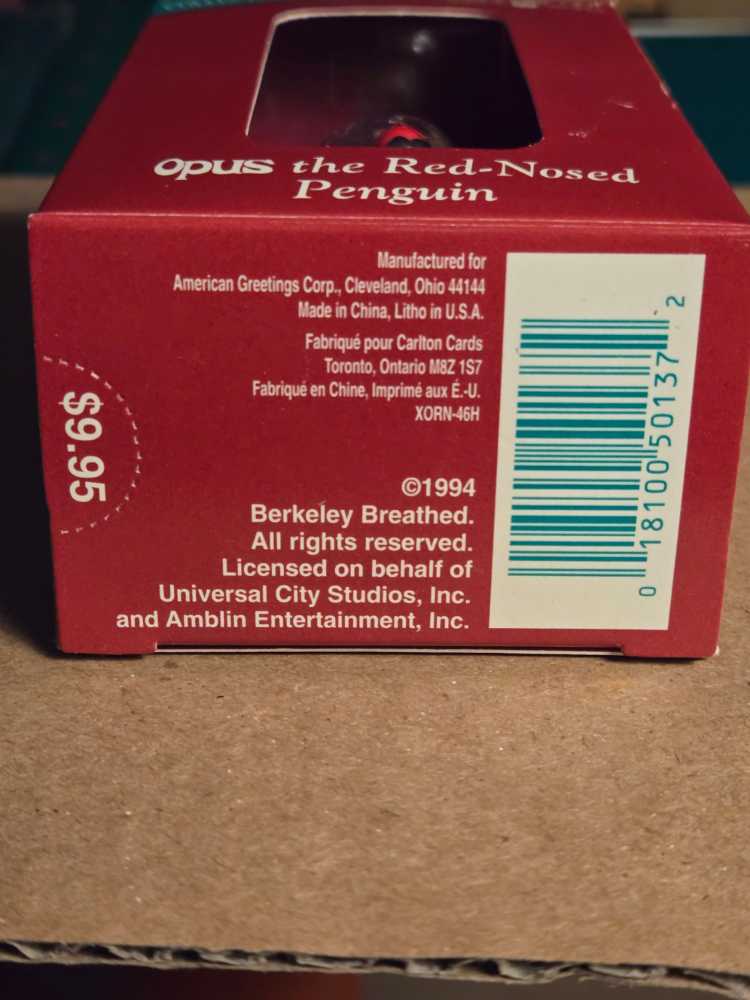 opus the Red-Nosed
Penguin
Manufactured for
American Greetings Corp., Cleveland, Ohio 44144
Made in China, Litho in U.S.A.
Fabriqué pour Carlton Cards
Toronto, Ontario M8Z 1S7
Fabriqué en Chine, Imprimé aux É.-U.
XORN-46H
$9.95
©1994
Berkeley Breathed.
All rights reserved.
Licensed on behalf of
Universal City Studios, Inc.
and Amblin Entertainment, Inc.
0 18100 50137 2